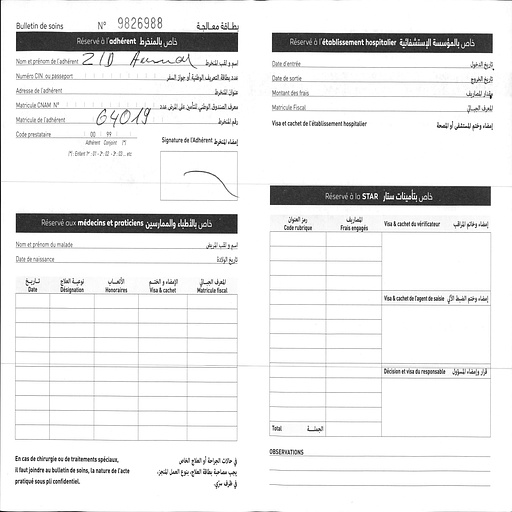 Bulletin de soins N° 9826988 بطاقة معالجة
Réservé à l'adhérent خاص بالمنخرط
Nom et prénom de l'adhérent ZID اسم و لقب المنخرط
Numéro CIN ou passeport عدد بطاقة التعريف الوطنية أو جواز السفر
Adresse de l'adhérent عنوان المنخرط
Matricule CNAM N° معرف الصندوق الوطني للتأمين على المرض عدد
Matricule de l'adhérent 64019 رقم المنخرط
Code prestataire 00 99
Adhérent Conjoint (*)
(*) : Enfant 1er : 01 - 2 : 02 - 3 : 03 ... etc
Signature de l'Adhérent إمضاء المنخرط
Réservé aux médecins et praticiens خاص بالأطباء والممارسين
Nom et prénom du malade اسم و لقب المريض
Date de naissance تاريخ الولادة
تاريخ نوعية العلاج الأتعاب الإمضاء و الختم المعرف الجبائي
Date Désignation Honoraires Visa & cachet Matricule fiscal
En cas de chirurgie ou de traitements spéciaux,
il faut joindre au bulletin de soins, la nature de l'acte
pratiqué sous pli confidentiel.
في حالات الجراحة أو العلاج الخاص
يجب مصاحبة بطاقة العلاج، بنوع العمل المنجز،
في ظرف سري.
Réservé à l'établissement hospitalier خاص بالمؤسسة الإستشفائية
Date d'entrée تاريخ الدخول
Date de sortie تاريخ الخروج
Montant des frais مقدار المصاريف
Matricule Fiscal المعرف الجبائي
Visa et cachet de l'établissement hospitalier إمضاء وختم المستشفى أو المصحة
Réservé à la STAR خاص بتأمينات ستار
رمز العنوان المصاريف
Code rubrique Frais engagés
Visa & cachet du vérificateur إمضاء وخاتم المراقب
Visa & cachet de l'agent de saisie إمضاء وختم الضبط الآلي
Décision et visa du responsable قرار وإمضاء المسؤول
Total الجملة
OBSERVATIONS